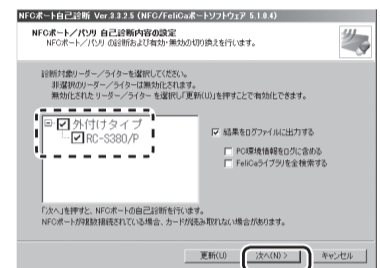 NFCポート自己診断 Ver.3.3.2.5 (NFC/FeliCaポートソフトウェア 5.1.0.4)
NFCポート/パソリ 自己診断内容の設定
NFCポート/パソリ の診断および有効・無効の切り換えを行います。
診断対象リーダー/ライターを選択してください。
非選択のリーダー/ライターは無効化されます。
無効化されたリーダー/ライター を選択し「更新(U)」を押すことで有効化できます。
外付けタイプ
RC-S380/P
結果をログファイルに出力する
PC環境情報をログに含める
FeliCaライブラリを全検索する
「次へ」を押すと、NFCポートの自己診断を行います。
NFCポートが複数接続されている場合、カードが読み取れない場合があります。
更新(U)
次へ(N) >
キャンセル